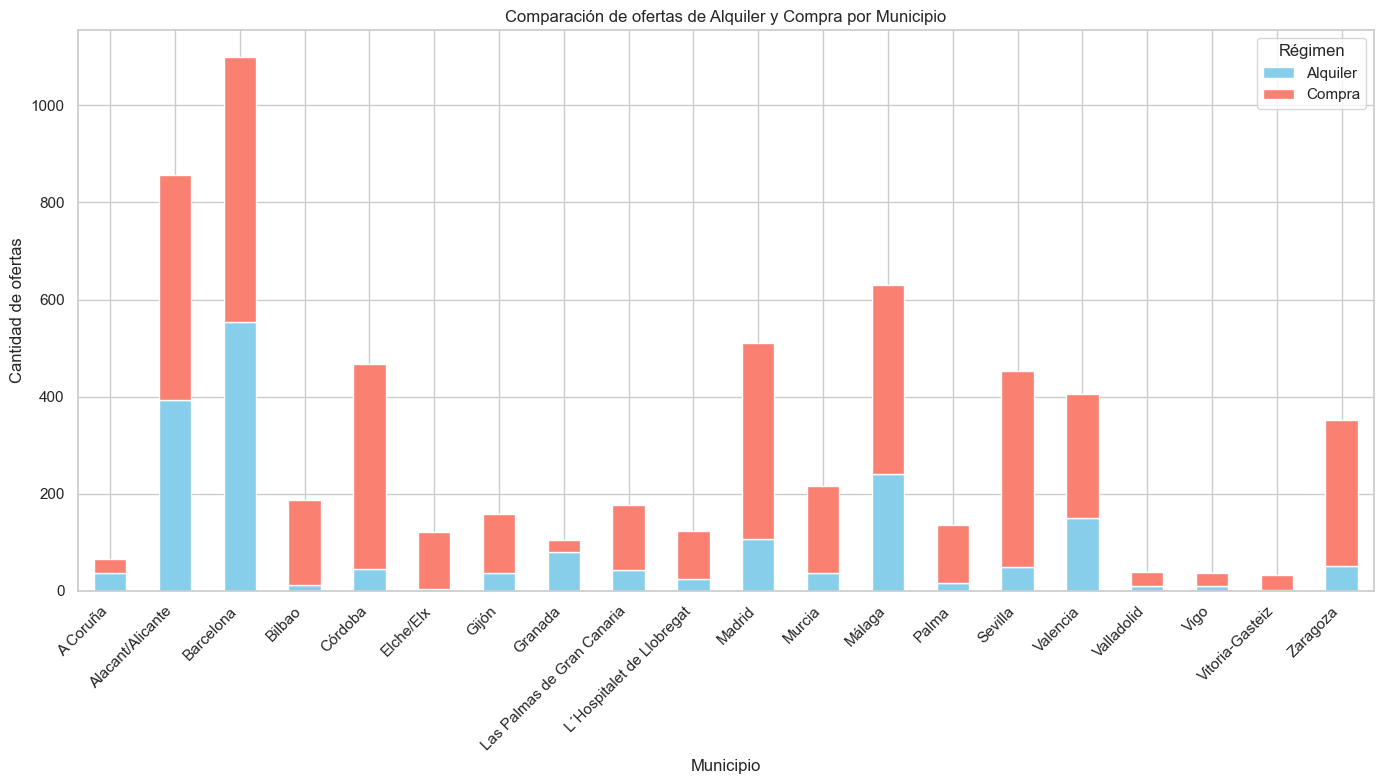 Comparación de ofertas de Alquiler y Compra por Municipio
Régimen
Alquiler
Compra
Cantidad de ofertas
1000
800
600
400
200
0
A Coruña
Alacant/Alicante
Barcelona
Bilbao
Córdoba
Elche/Elx
Gijón
Granada
Las Palmas de Gran Canaria
L´Hospitalet de Llobregat
Madrid
Murcia
Málaga
Palma
Sevilla
Valencia
Valladolid
Vigo
Vitoria-Gasteiz
Zaragoza
Municipio